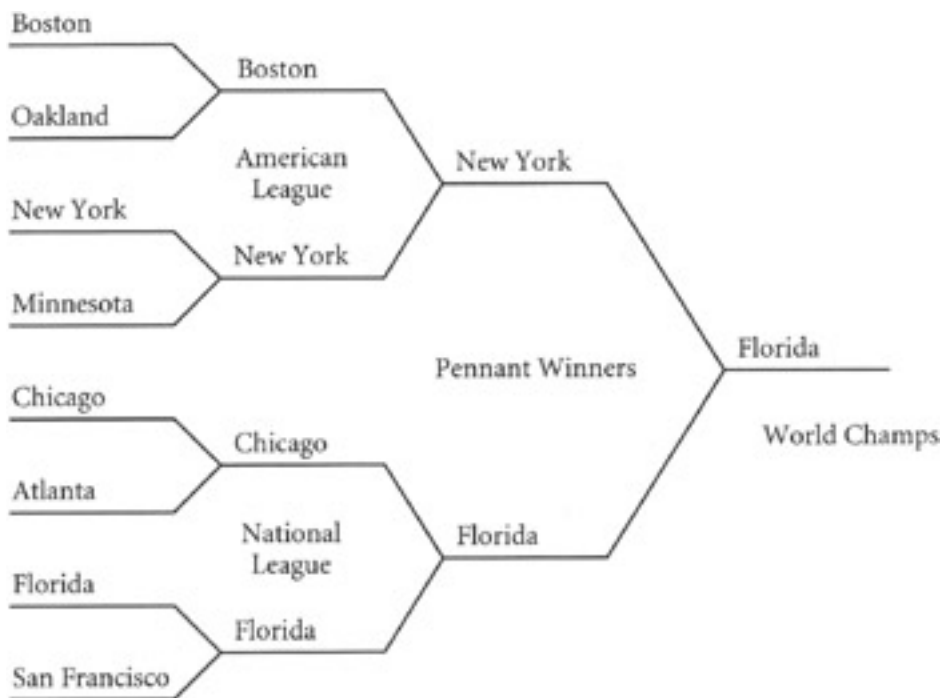 Boston
Boston
Oakland
American
League
New York
New York
New York
Minnesota
Pennant Winners
Florida
World Champs
Chicago
Chicago
Atlanta
National
League
Florida
Florida
Florida
San Francisco